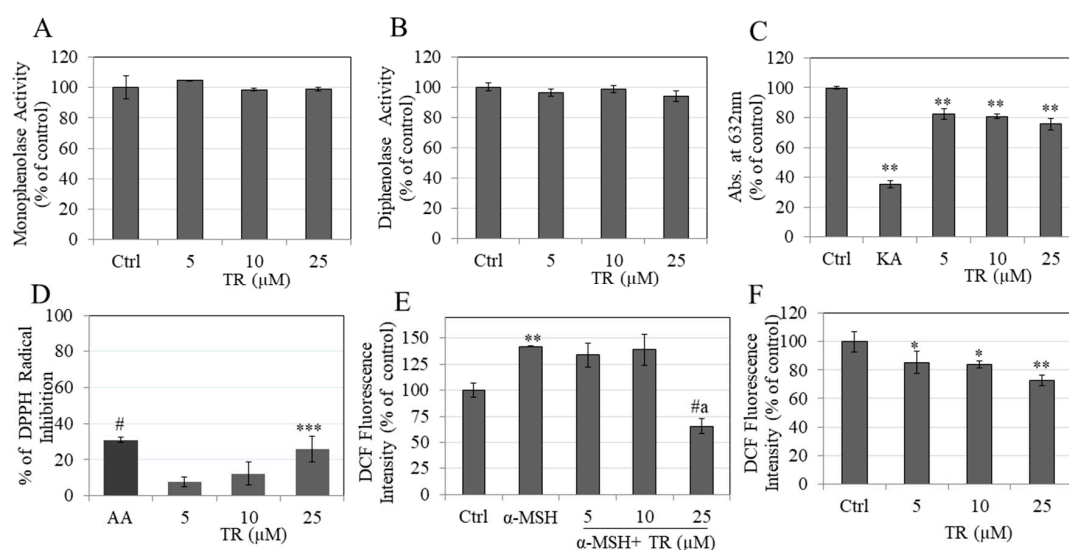 A
Monophenolase Activity
(% of control)
120
100
80
60
40
20
0
Ctrl 5 10 25
TR (µM)
B
Diphenolase Activity
(% of control)
120
100
80
60
40
20
0
Ctrl 5 10 25
TR (µM)
C
Abs. at 632nm
(% of control)
120
100
80
60
40
20
0
** ** ** **
Ctrl KA 5 10 25
TR (µM)
D
% of DPPH Radical
Inhibition
100
80
60
40
20
0
# ***
AA 5 10 25
TR (µM)
E
DCF Fluorescence
Intensity (% of control)
150
125
100
75
50
25
0
** #a
Ctrl α-MSH 5 10 25
α-MSH+ TR (µM)
F
DCF Fluorescence
Intensity (% of control)
120
100
80
60
40
20
0
* * **
Ctrl 5 10 25
TR (µM)